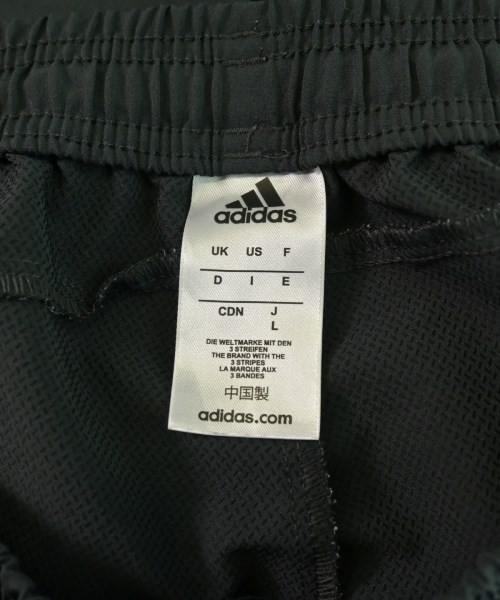 adidas
UK US F
D I E
CDN J
L
DIE WELTMARKE MIT DEN
3 STREIFEN
THE BRAND WITH THE
3 STRIPES
LA MARQUE AUX
3 BANDES
中国製
adidas.com